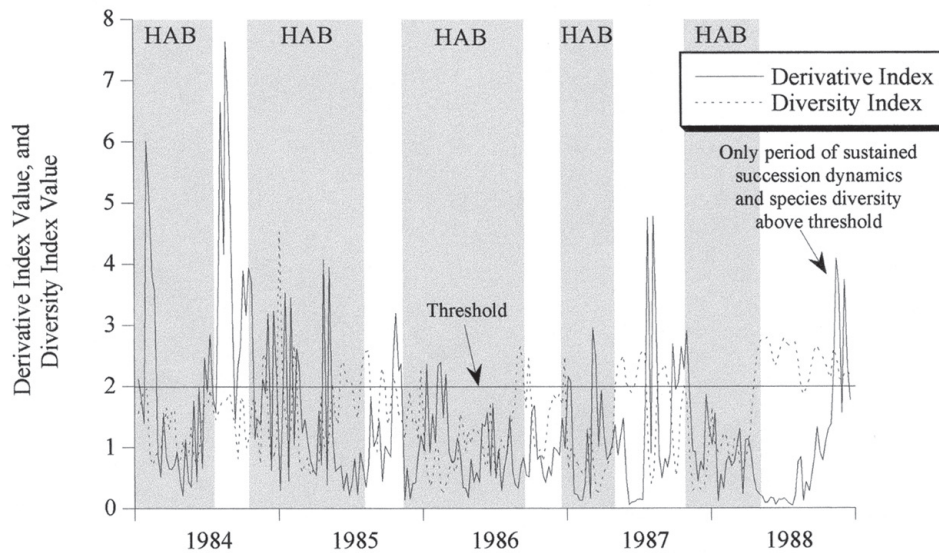 8
HAB HAB HAB HAB HAB
7
Derivative Index
Diversity Index
6
Only period of sustained
succession dynamics
and species diversity
above threshold
5
Derivative Index Value, and
Diversity Index Value
4
Threshold
3
2
1
0
1984 1985 1986 1987 1988